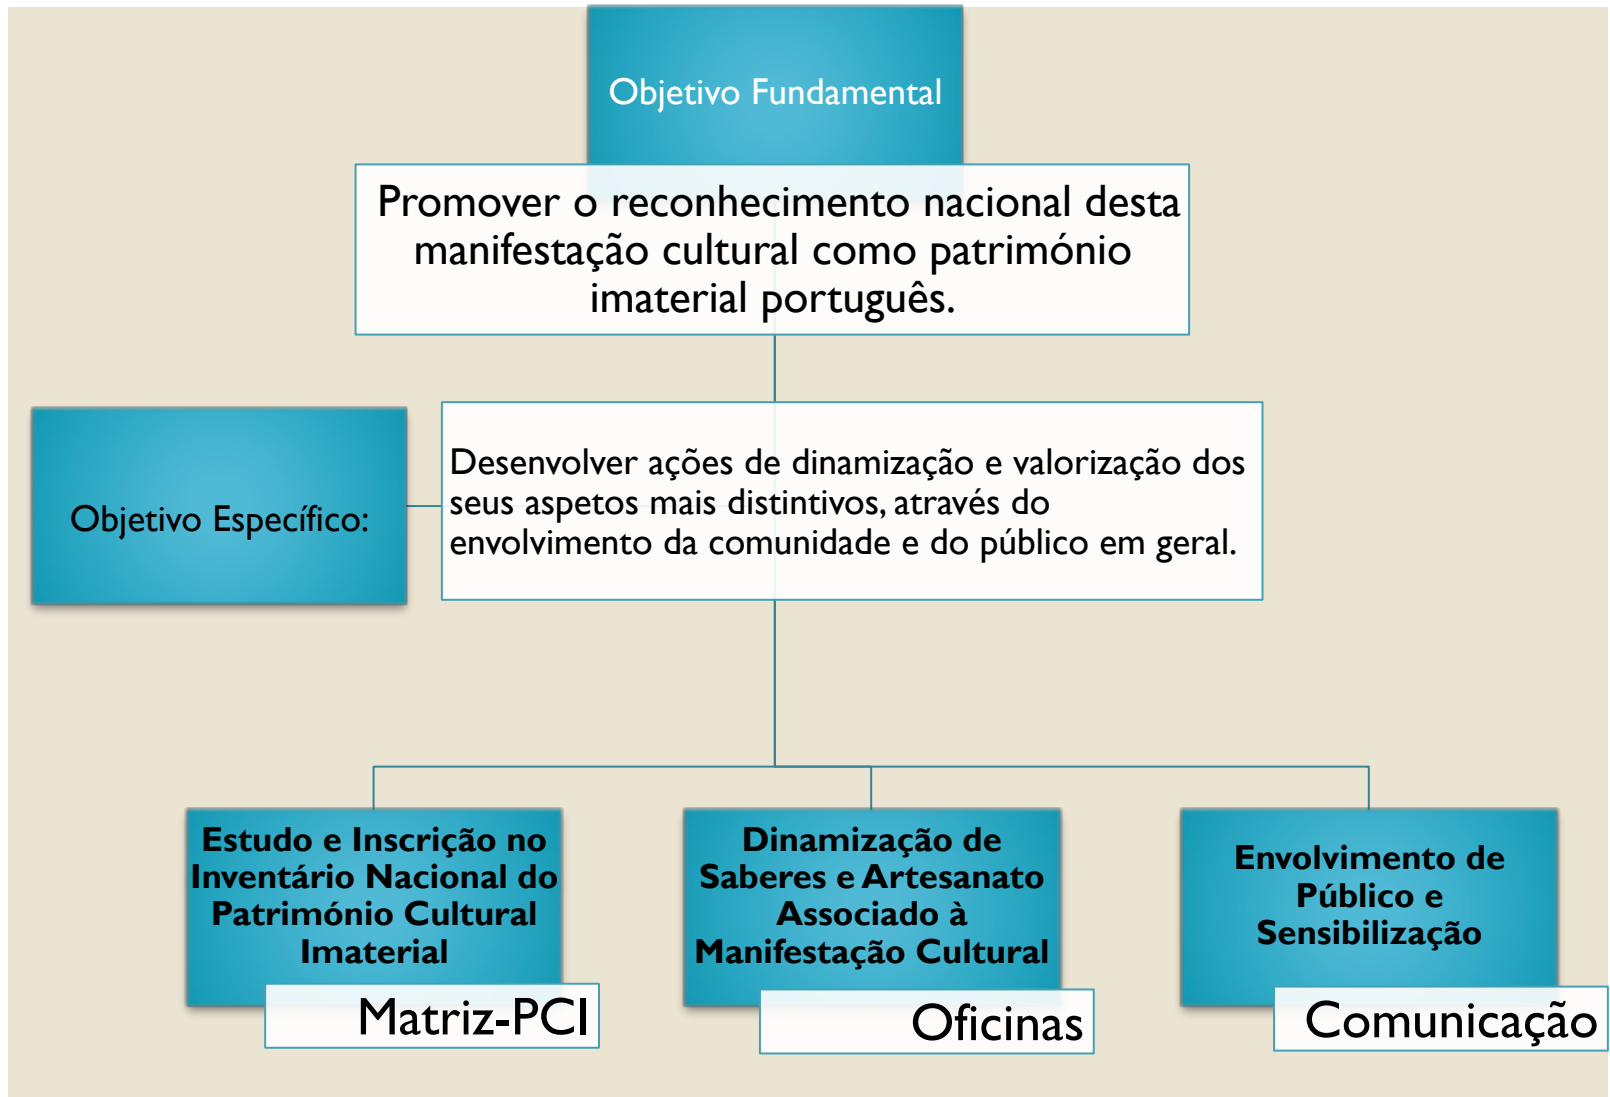 Objetivo Fundamental
Promover o reconhecimento nacional desta
manifestação cultural como património
imaterial português.
Objetivo Específico:
Desenvolver ações de dinamização e valorização dos
seus aspetos mais distintivos, através do
envolvimento da comunidade e do público em geral.
Estudo e Inscrição no
Inventário Nacional do
Património Cultural
Imaterial
Matriz-PCI
Dinamização de
Saberes e Artesanato
Associado à
Manifestação Cultural
Oficinas
Envolvimento de
Público e
Sensibilização
Comunicação